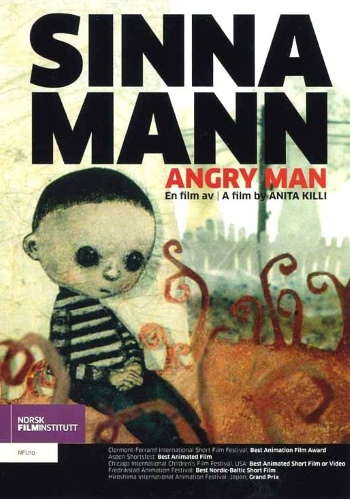 SINNA
MANN
ANGRY MAN
En film av | A film by ANITA KILLI
NORSK
FILMINSTITUTT
NFI.no
Clermont-Ferrand International Short Film Festival: Best Animation Film Award
Aspen Shortsfest: Best Animated Film
Chicago International Children's Film Festival, USA: Best Animated Short Film or Video
Fredrikstad Animation Festival: Best Nordic-Baltic Short Film
Hiroshima International Animation Festival, Japan; Grand Prix